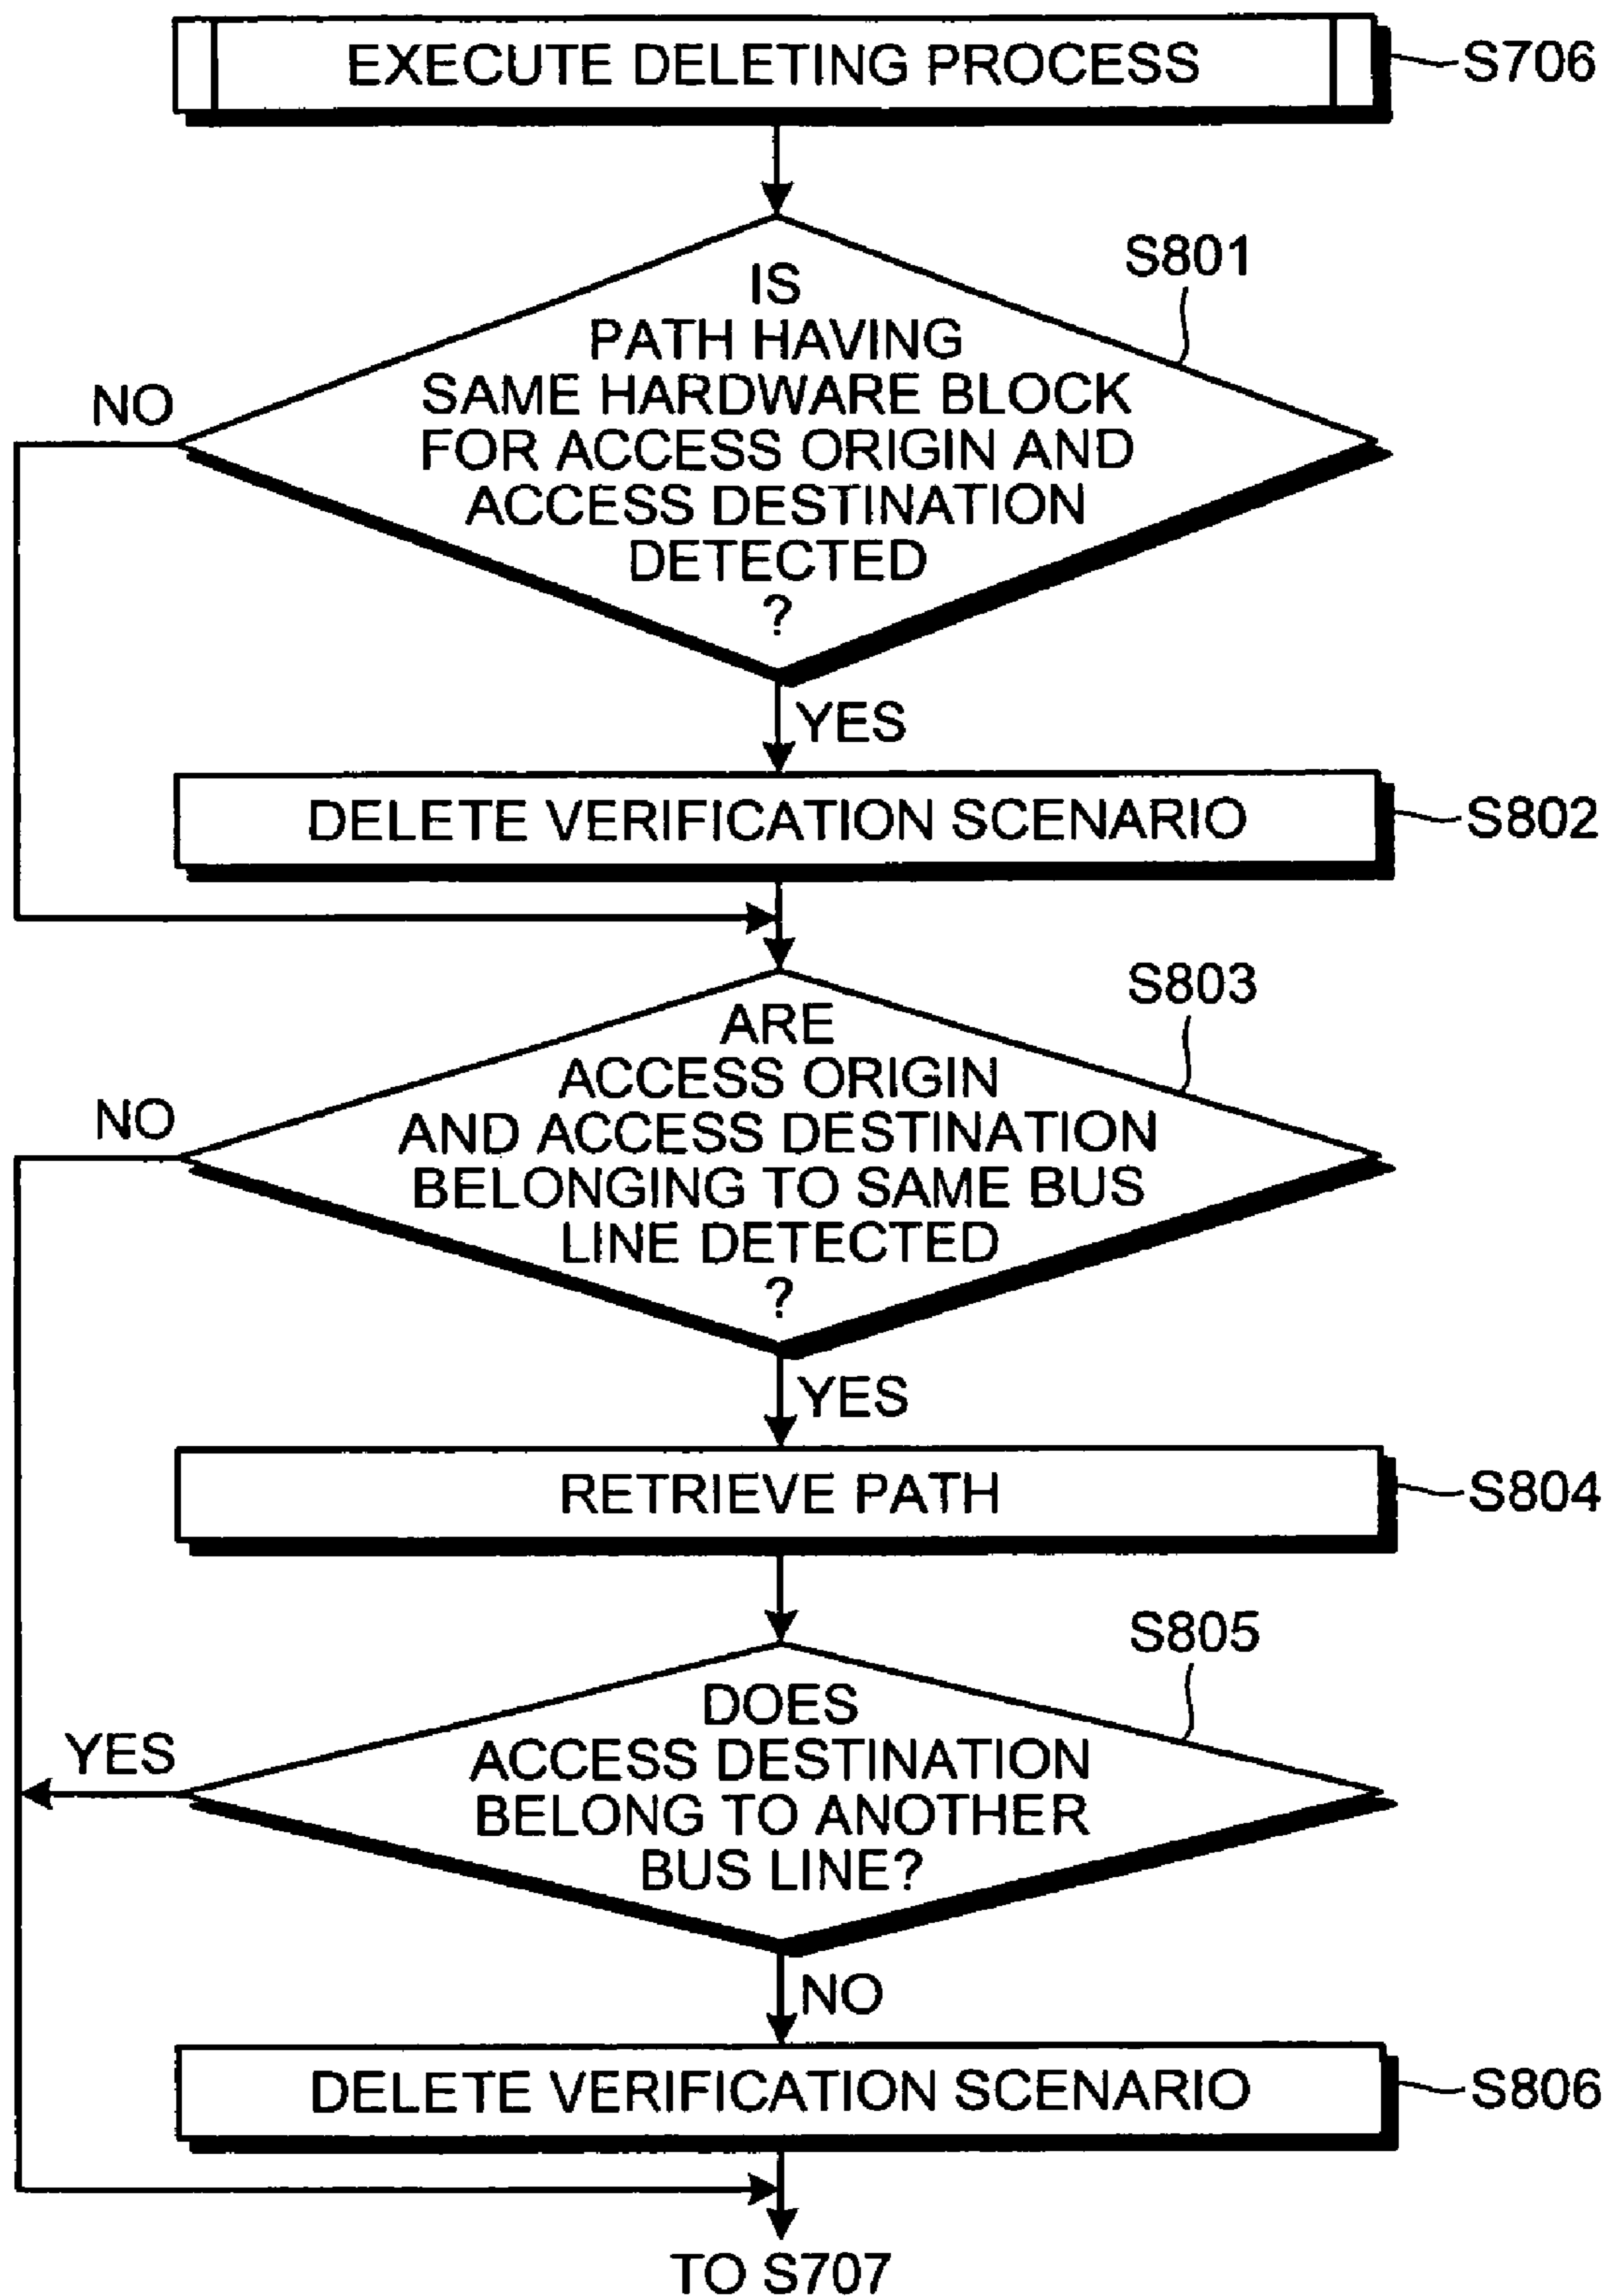 EXECUTE DELETING PROCESS
S706
S801
IS
PATH HAVING
SAME HARDWARE BLOCK
FOR ACCESS ORIGIN AND
ACCESS DESTINATION
DETECTED
?
NO
YES
DELETE VERIFICATION SCENARIO
S802
S803
ARE
ACCESS ORIGIN
AND ACCESS DESTINATION
BELONGING TO SAME BUS
LINE DETECTED
?
NO
YES
RETRIEVE PATH
S804
S805
DOES
ACCESS DESTINATION
BELONG TO ANOTHER
BUS LINE?
YES
NO
DELETE VERIFICATION SCENARIO
S806
TO S707